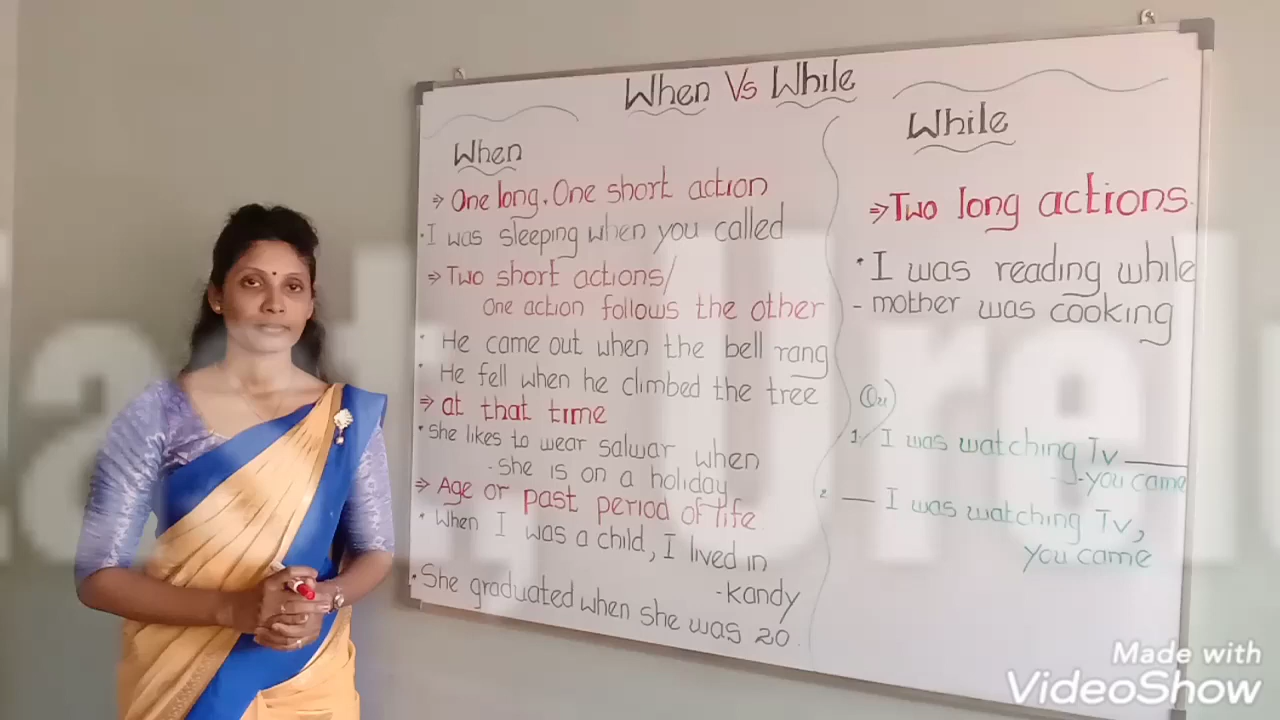 When Vs While
When
⇒ One long, One short action
• I was sleeping when you called
⇒ Two short actions/
One action follows the other
• He came out when the bell rang
• He fell when he climbed the tree
⇒ at that time
• She likes to wear salwar when
- she is on a holiday
⇒ Age or past period of life.
• When I was a child, I lived in
- kandy
• She graduated when she was 20.
While
⇒ Two long actions.
• I was reading while
- mother was cooking
Qu)
1/ I was watching Tv ____
- you came
2 ____ I was watching Tv,
you came
Made with
VideoShow